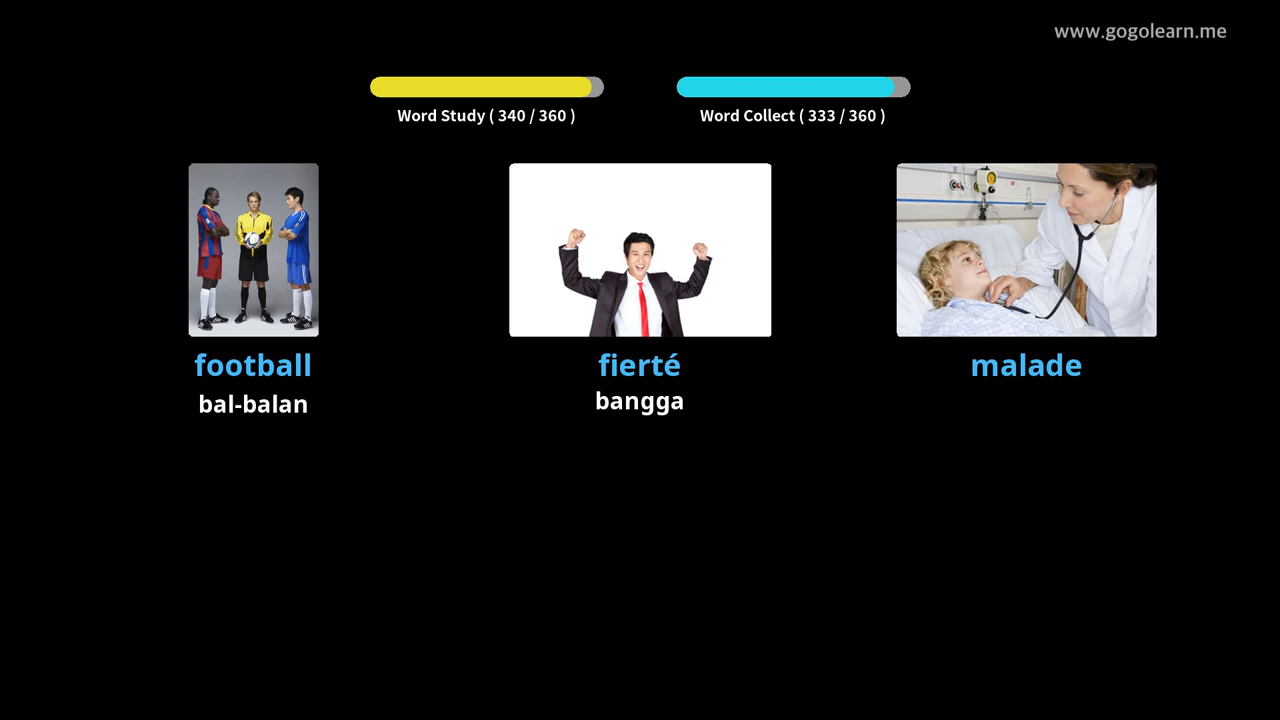 www.gogolearn.me
Word Study ( 340 / 360 )
Word Collect ( 333 / 360 )
football
bal-balan
fierté
bangga
malade